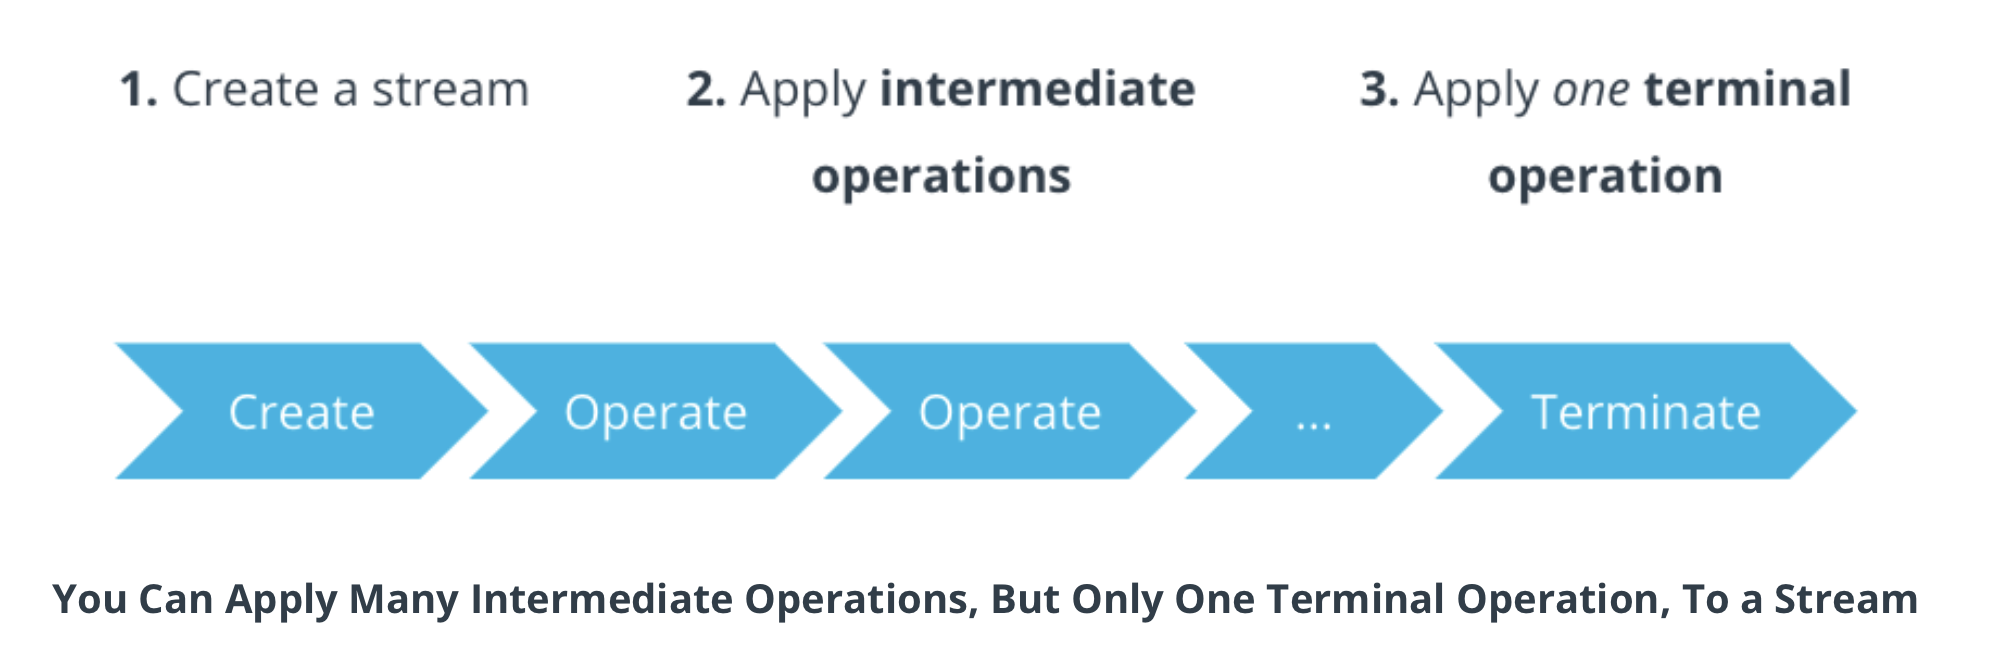 1. Create a stream
2. Apply intermediate
operations
3. Apply one terminal
operation
Create
Operate
Operate
...
Terminate
You Can Apply Many Intermediate Operations, But Only One Terminal Operation, To a Stream